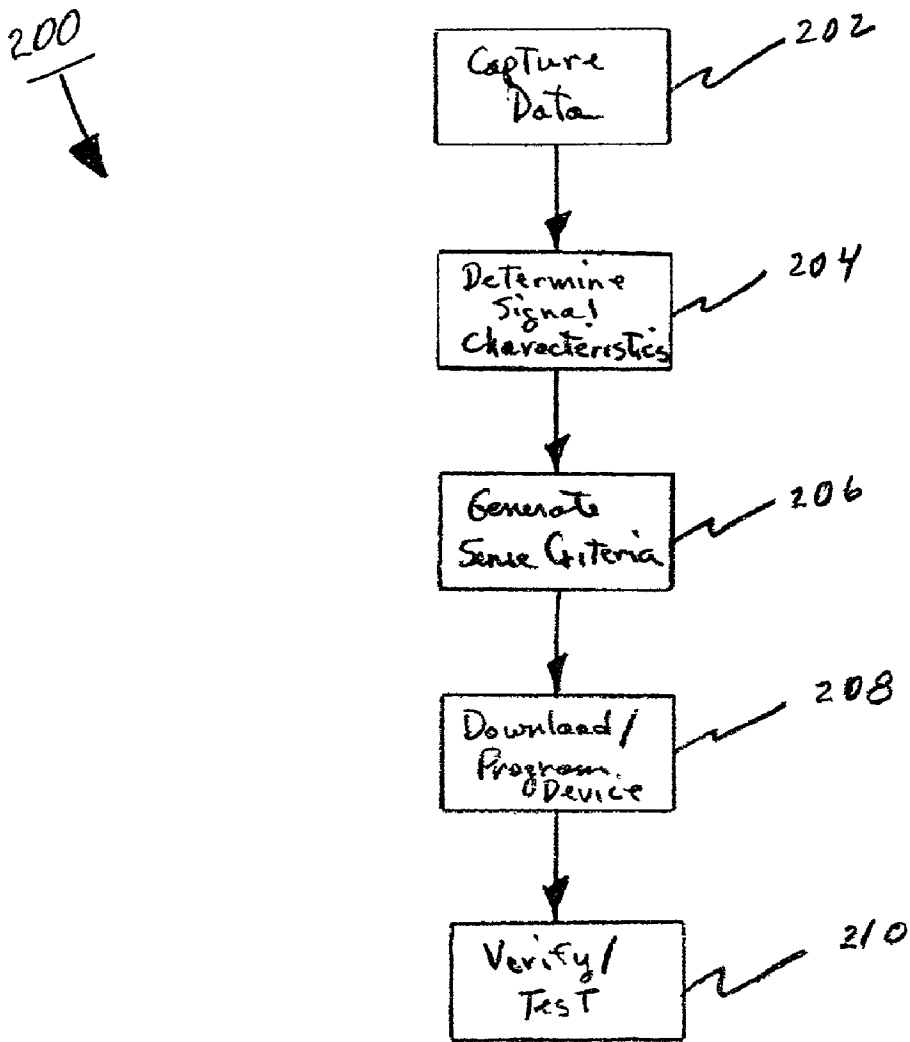 200
Capture
Data
202
Determine
Signal
Characteristics
204
Generate
Sense Criteria
206
Download/
Program
Device
208
Verify/
Test
210